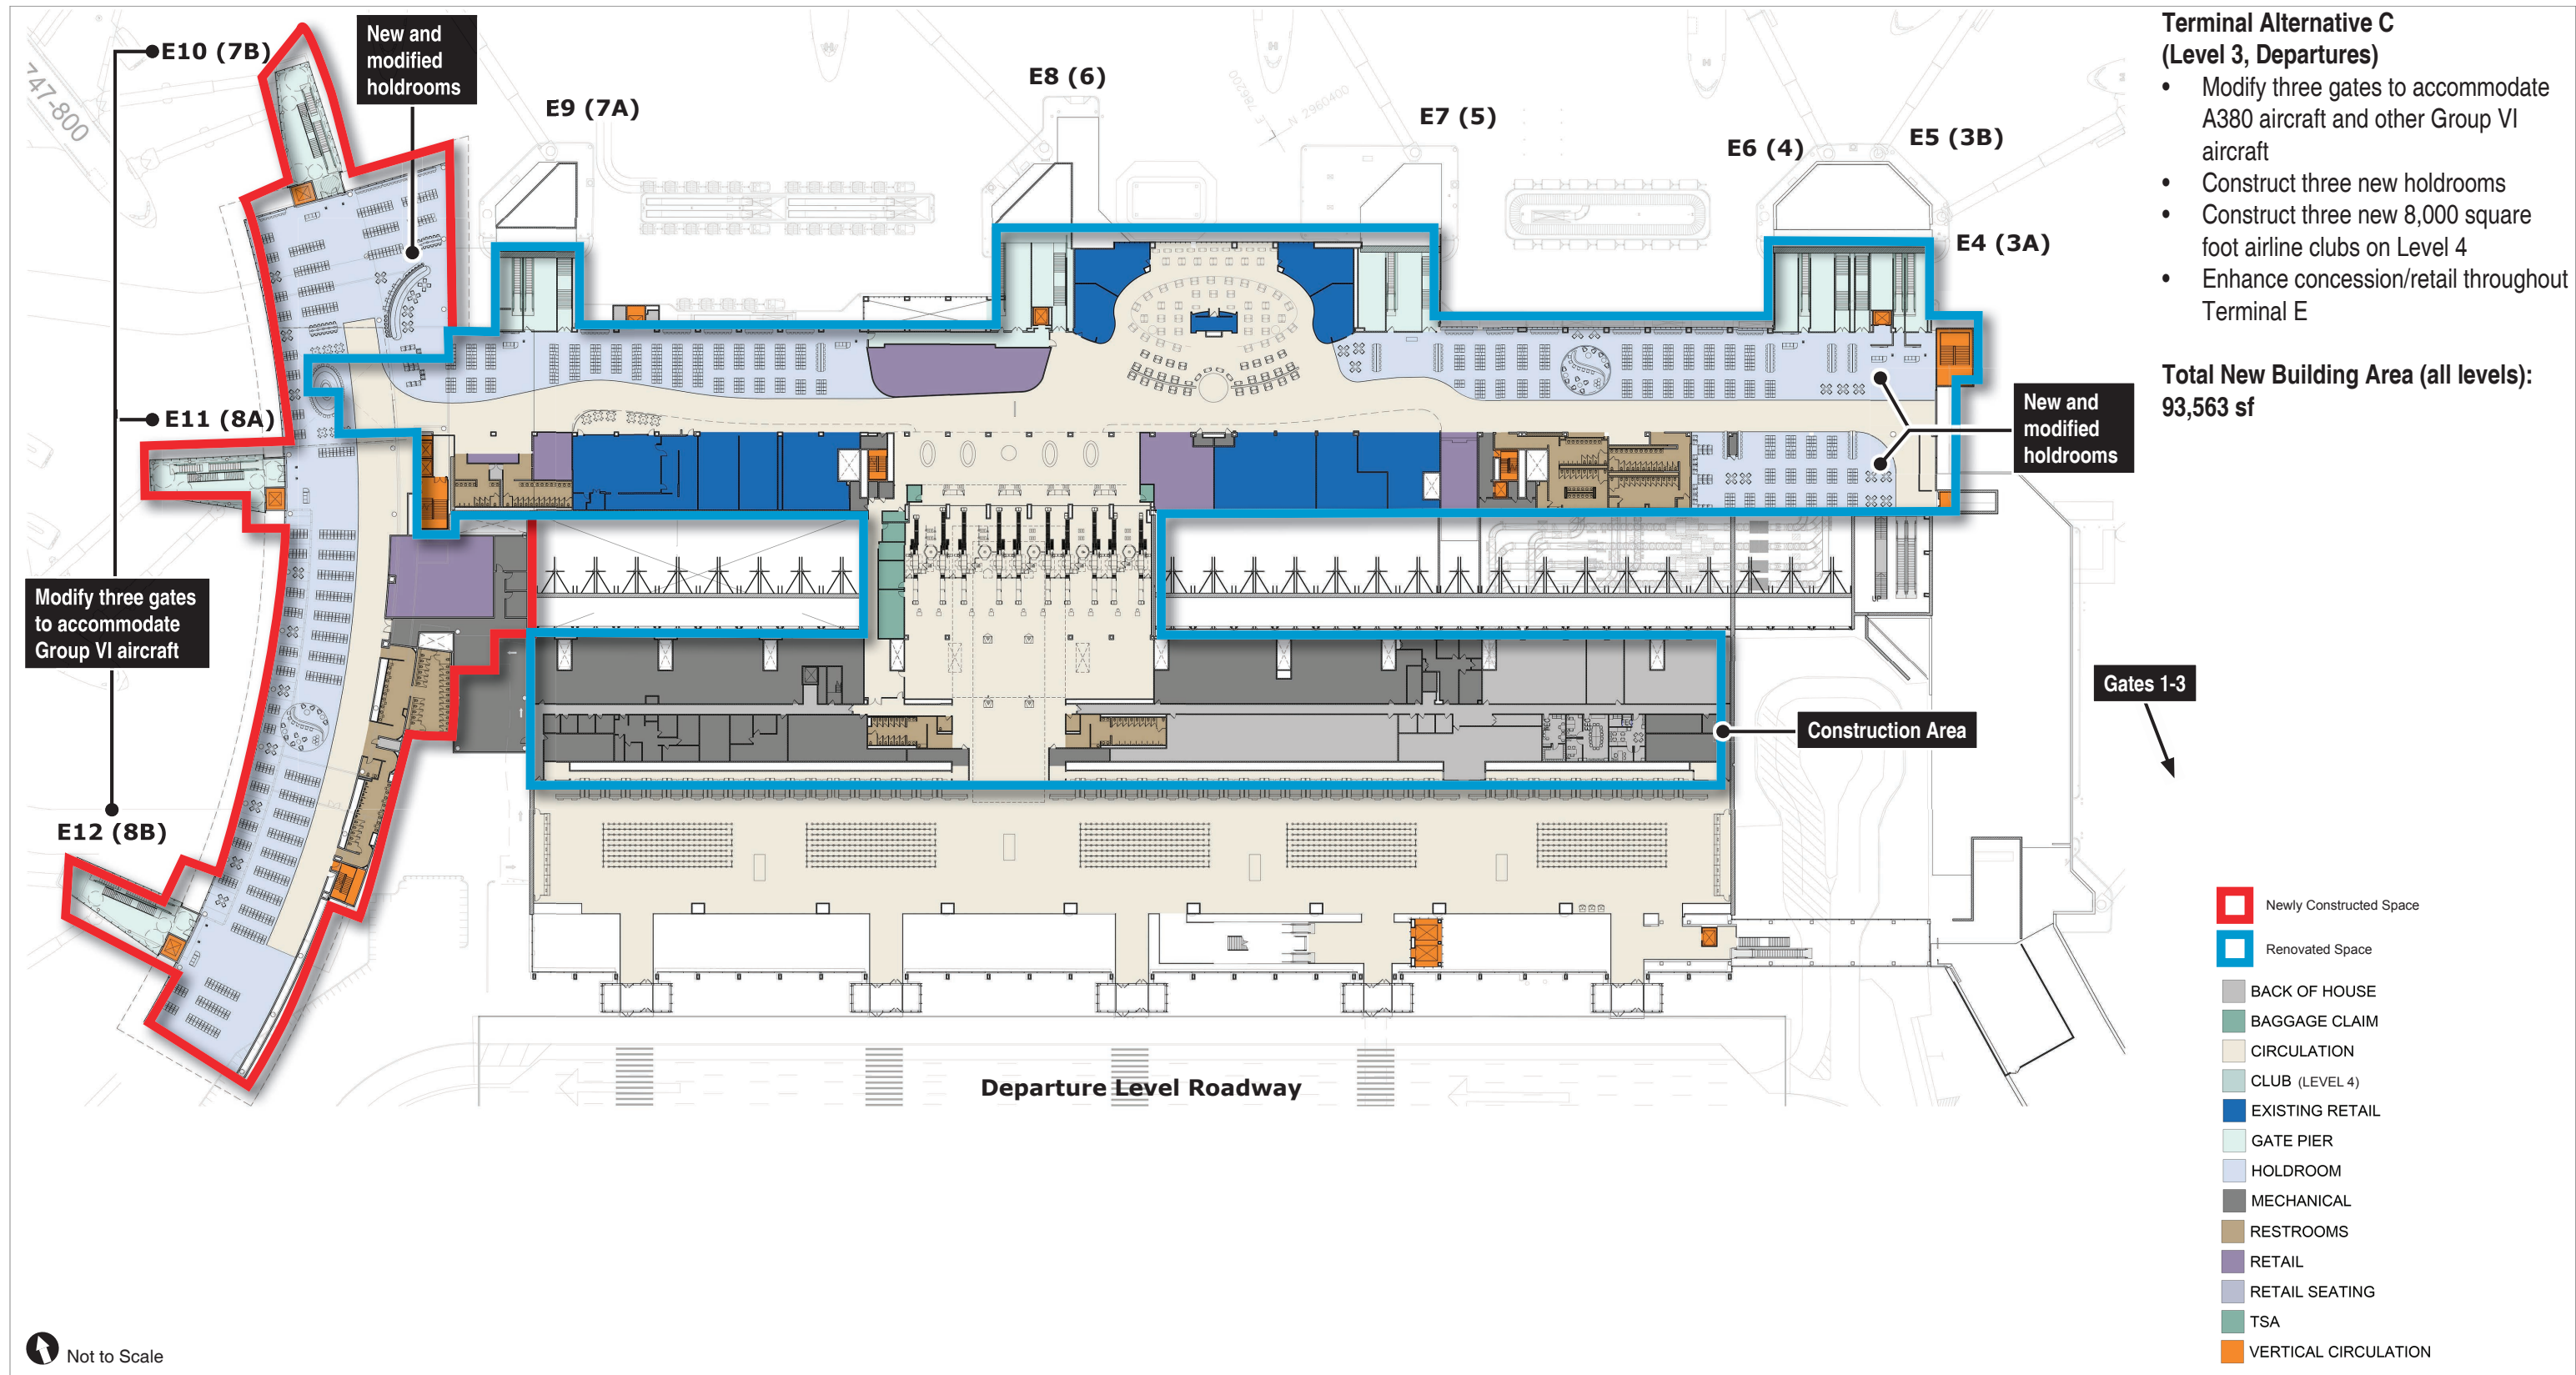 Terminal Alternative C
(Level 3, Departures)
• Modify three gates to accommodate
A380 aircraft and other Group VI
aircraft
• Construct three new holdrooms
• Construct three new 8,000 square
foot airline clubs on Level 4
• Enhance concession/retail throughout
Terminal E
Total New Building Area (all levels):
93,563 sf
E10 (7B)
New and
modified
holdrooms
747-800
E9 (7A)
E8 (6)
786200
N 2960400
E
E7 (5)
E6 (4)
E5 (3B)
E4 (3A)
H
H
E11 (8A)
New and
modified
holdrooms
Modify three gates
to accommodate
Group VI aircraft
E12 (8B)
Gates 1-3
Construction Area
Departure Level Roadway
Newly Constructed Space
Renovated Space
BACK OF HOUSE
BAGGAGE CLAIM
CIRCULATION
CLUB (LEVEL 4)
EXISTING RETAIL
GATE PIER
HOLDROOM
MECHANICAL
RESTROOMS
RETAIL
RETAIL SEATING
TSA
VERTICAL CIRCULATION
Not to Scale